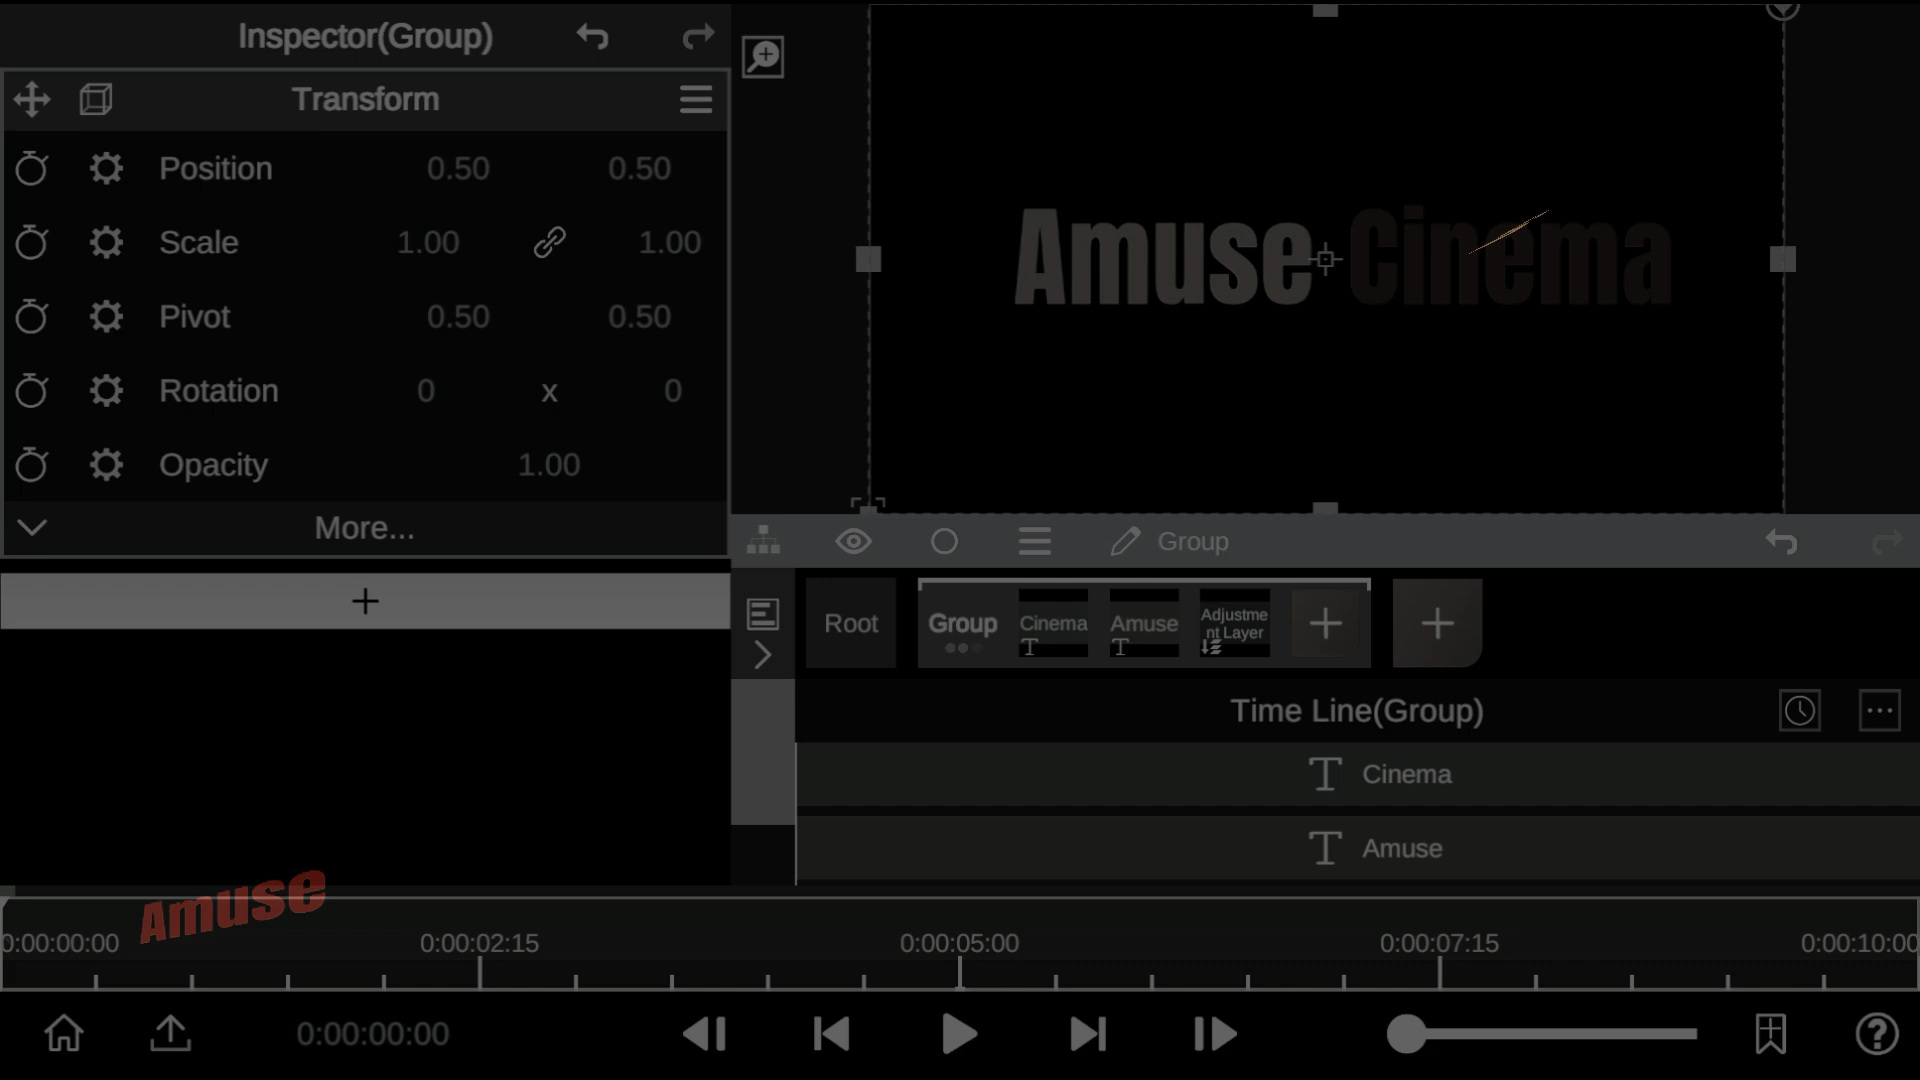 Inspector(Group)
Transform
Position 0.50 0.50
Scale 1.00 1.00
Pivot 0.50 0.50
Rotation 0 x 0
Opacity 1.00
More...
Amuse Cinema
Group
Root
Group
Cinema
T
Amuse
T
Adjustme
nt Layer
Time Line(Group)
T Cinema
T Amuse
Amuse
0:00:00:00 0:00:02:15 0:00:05:00 0:00:07:15 0:00:10:00
0:00:00:00